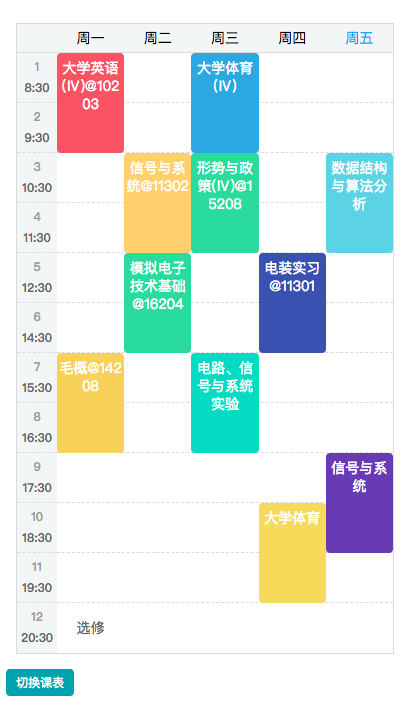 周一 周二 周三 周四 周五
1
8:30
大学英语
(Ⅳ)@102
03
大学体育
(Ⅳ)
2
9:30
3
10:30
信号与系
统@11302
形势与政
策(Ⅳ)@1
5208
数据结构
与算法分
析
4
11:30
5
12:30
模拟电子
技术基础
@16204
电装实习
@11301
6
14:30
7
15:30
毛概@142
08
电路、信
号与系统
实验
8
16:30
9
17:30
信号与系
统
10
18:30
大学体育
11
19:30
12
20:30
选修
切换课表